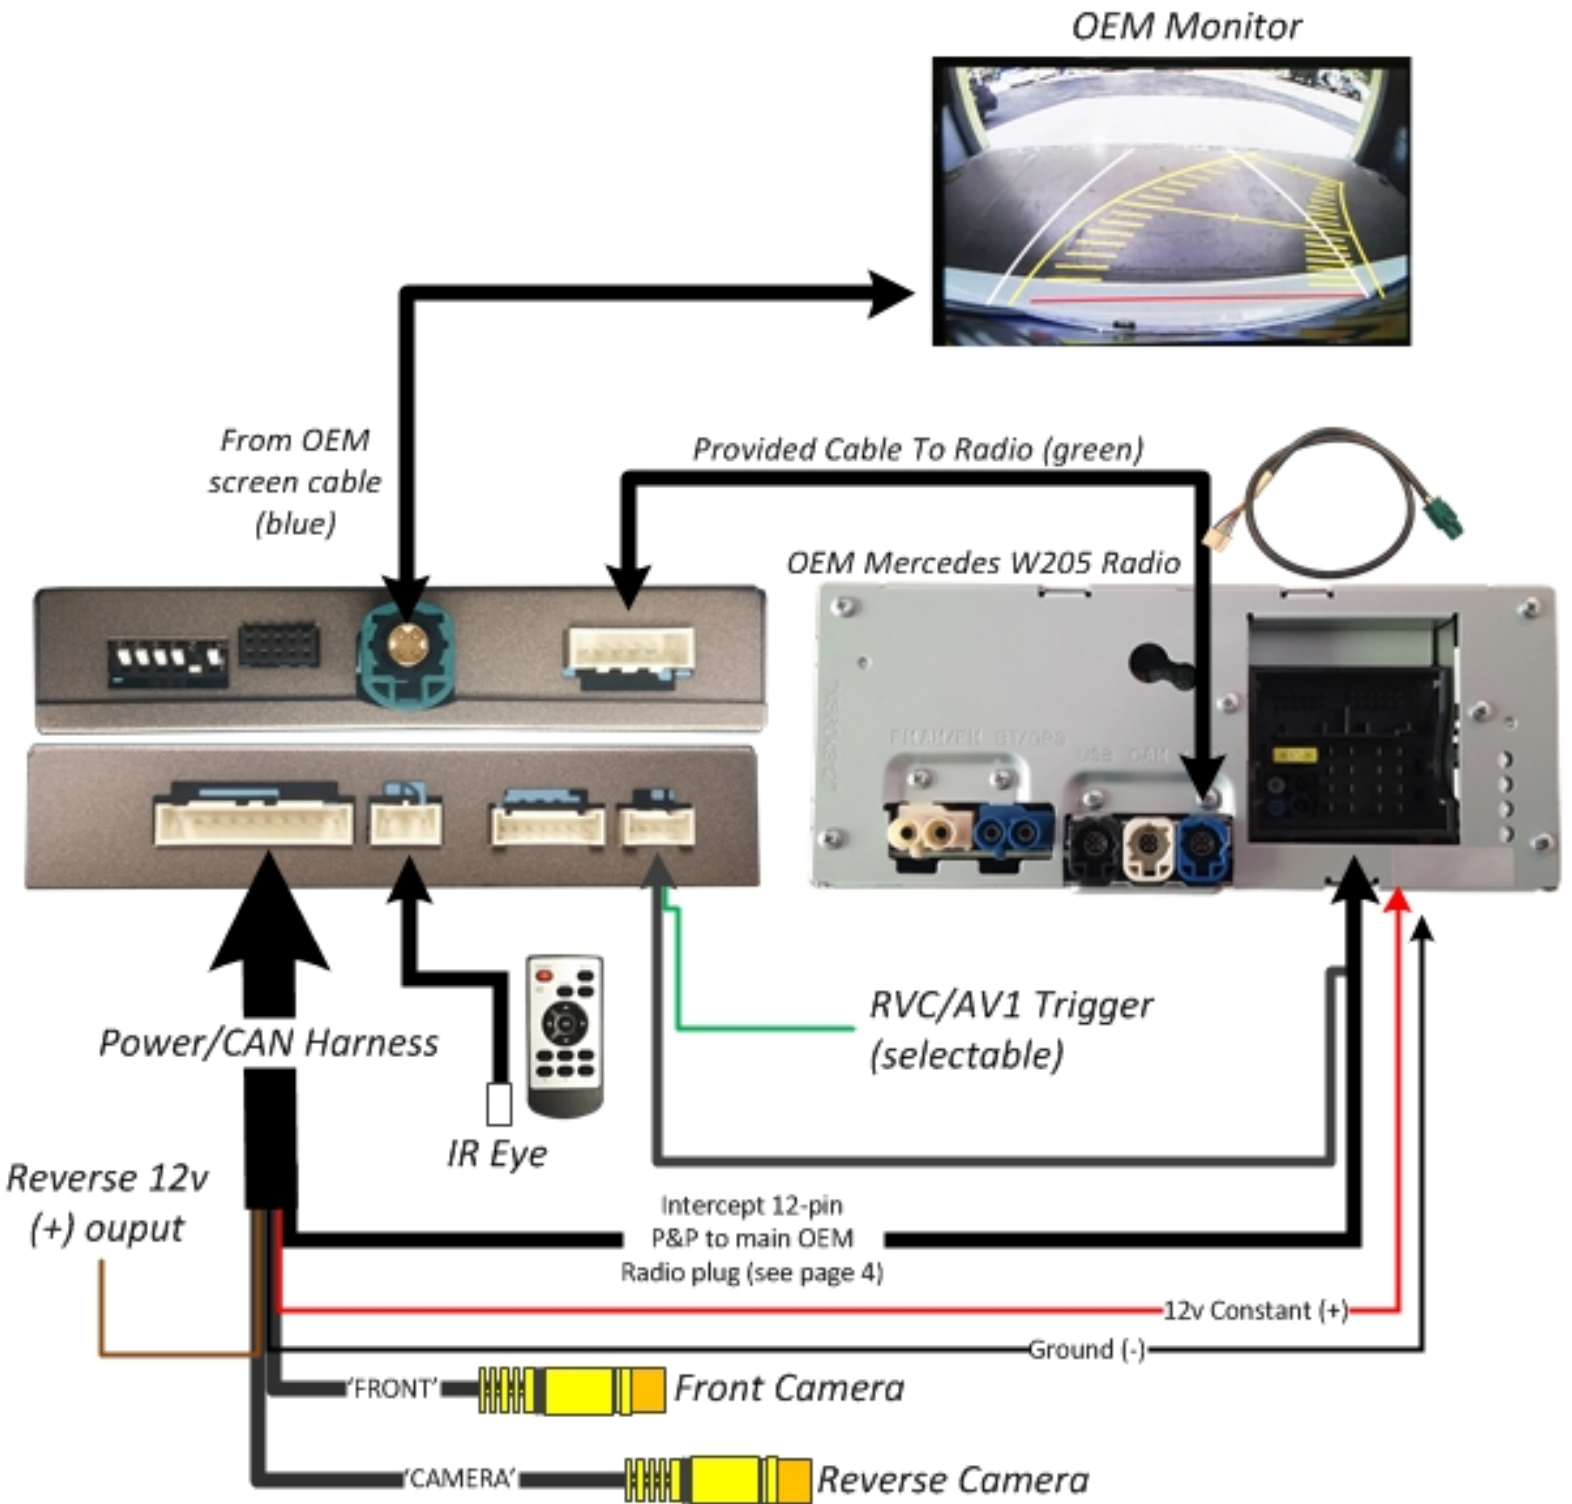 OEM Monitor
From OEM
screen cable
(blue)
Provided Cable To Radio (green)
OEM Mercedes W205 Radio
USB
Power/CAN Harness
IR Eye
RVC/AV1 Trigger
(selectable)
Reverse 12v
(+) ouput
Intercept 12-pin
P&P to main OEM
Radio plug (see page 4)
12v Constant (+)
Ground (-)
'FRONT'
Front Camera
'CAMERA'
Reverse Camera